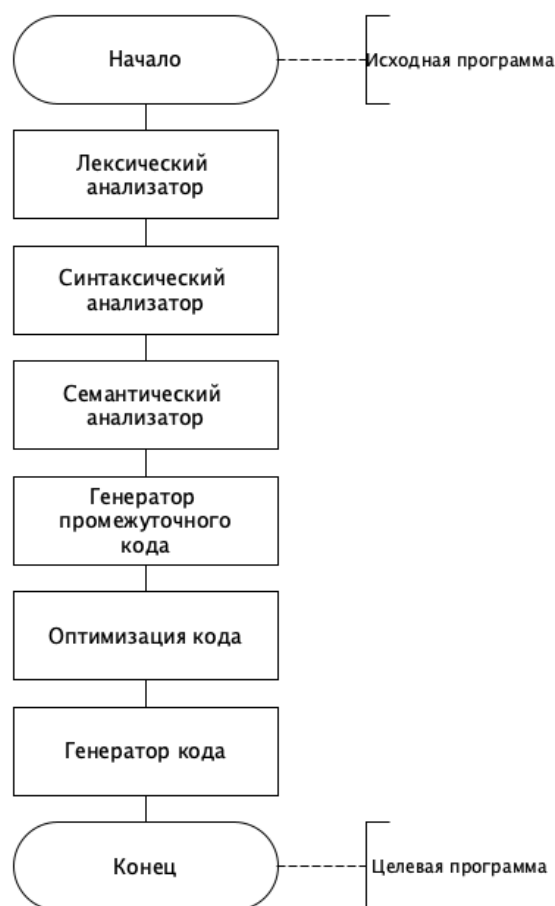 Начало
Исходная программа
Лексический
анализатор
Синтаксический
анализатор
Семантический
анализатор
Генератор
промежуточного
кода
Оптимизация кода
Генератор кода
Конец
Целевая программа